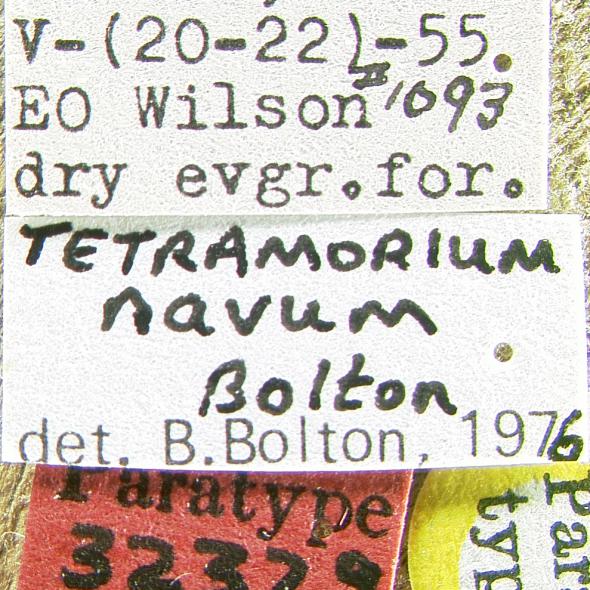 V-(20-22)-55.
EO Wilson #1093
dry evgr.for.
TETRAMORIUM
navum
Bolton
det. B.Bolton, 1976
Paratype